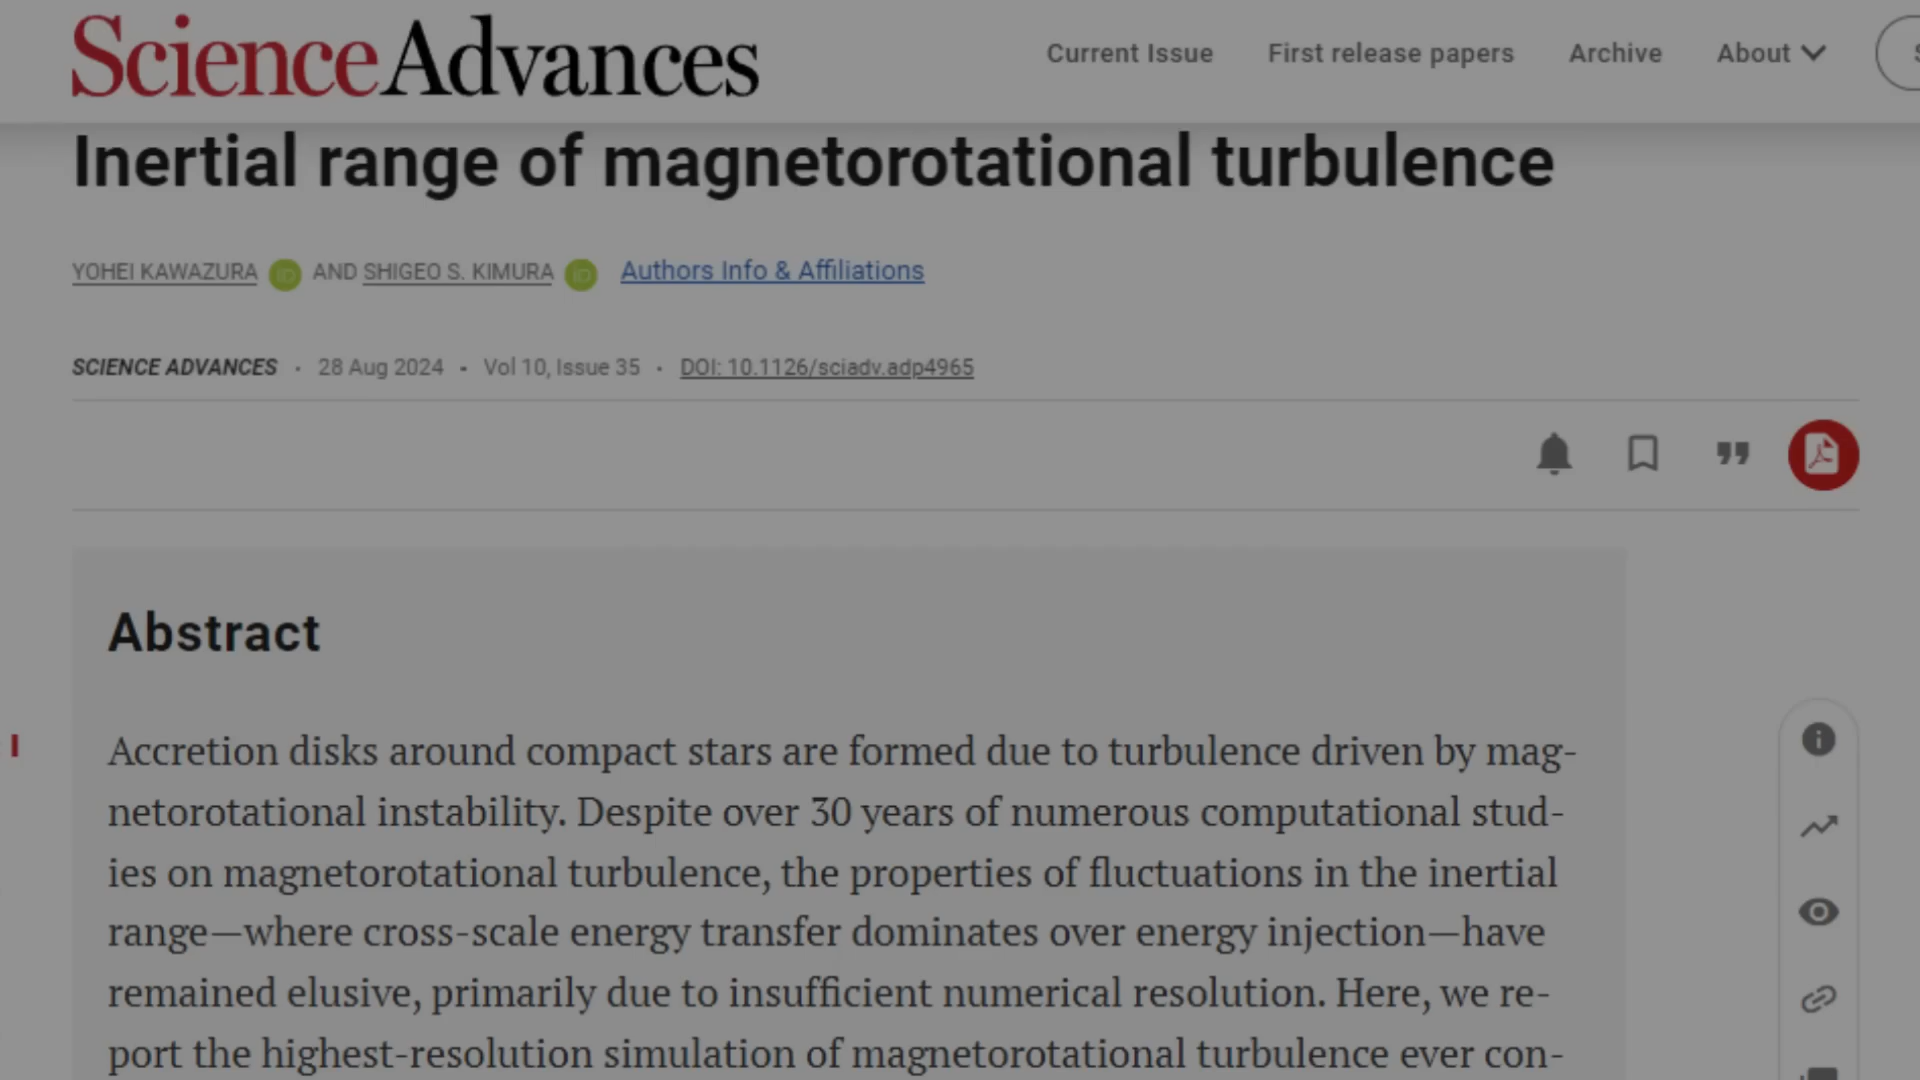 ScienceAdvances
Current Issue First release papers Archive About
Inertial range of magnetorotational turbulence
YOHEI KAWAZURA iD AND SHIGEO S. KIMURA iD Authors Info & Affiliations
SCIENCE ADVANCES · 28 Aug 2024 · Vol 10, Issue 35 · DOI: 10.1126/sciadv.adp4965
Abstract
Accretion disks around compact stars are formed due to turbulence driven by mag-
netorotational instability. Despite over 30 years of numerous computational stud-
ies on magnetorotational turbulence, the properties of fluctuations in the inertial
range—where cross-scale energy transfer dominates over energy injection—have
remained elusive, primarily due to insufficient numerical resolution. Here, we re-
port the highest-resolution simulation of magnetorotational turbulence ever con-